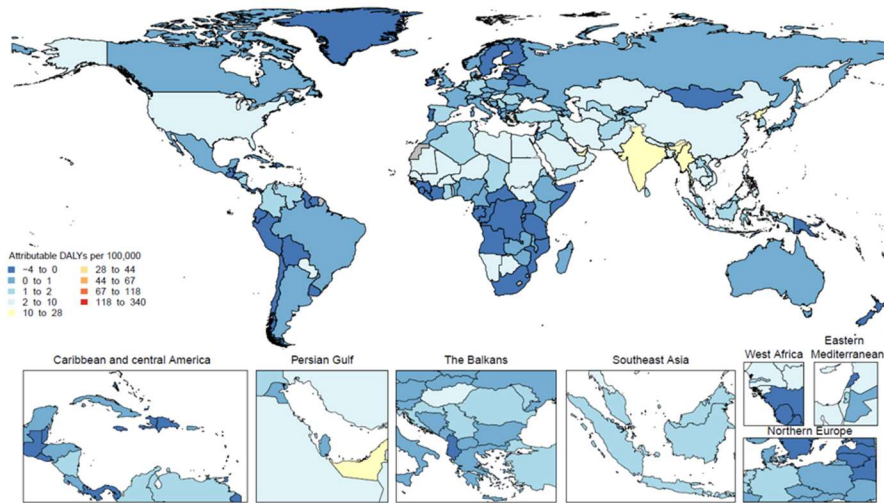 Attributable DALYs per 100,000
−4 to 0
0 to 1
1 to 2
2 to 10
10 to 28
28 to 44
44 to 67
67 to 118
118 to 340
Caribbean and central America
Persian Gulf
The Balkans
Southeast Asia
West Africa
Eastern
Mediterranean
Northern Europe